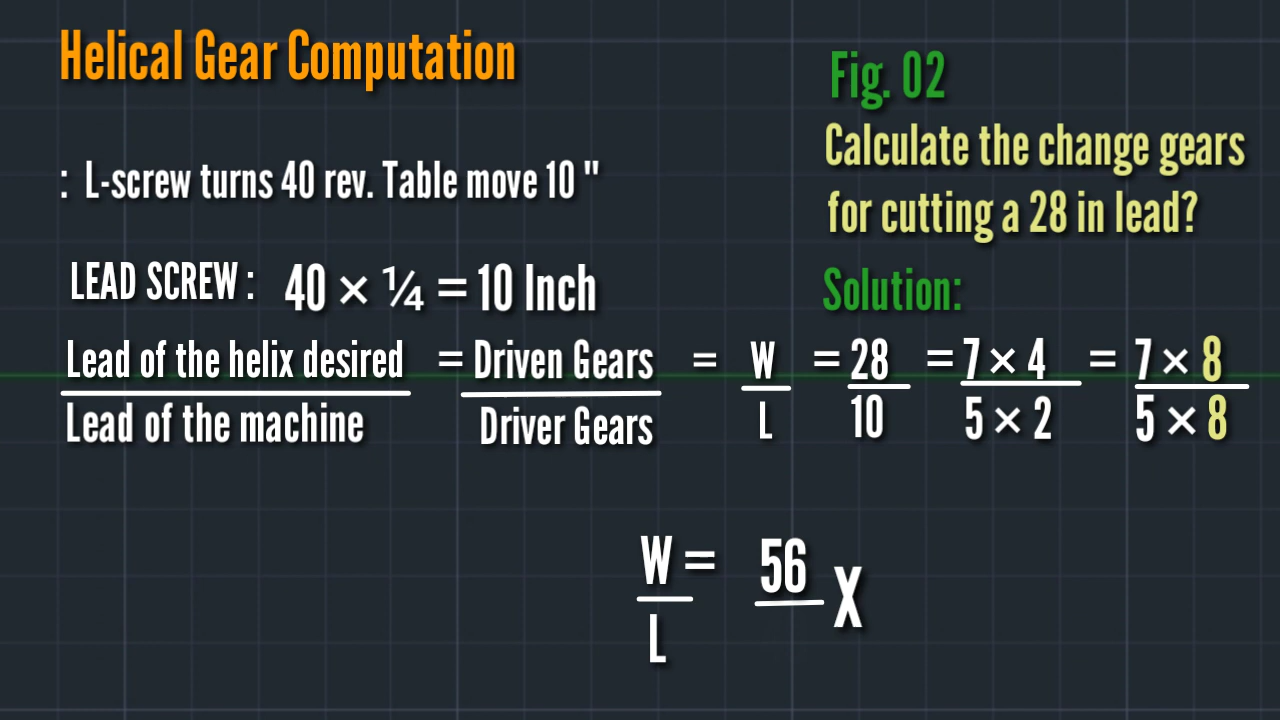 Helical Gear Computation
Fig. 02
Calculate the change gears
for cutting a 28 in lead?
: L-screw turns 40 rev. Table move 10 "
LEAD SCREW : 40 × ¼ = 10 Inch
Solution:
Lead of the helix desired = Driven Gears = W = 28 = 7 × 4 = 7 × 8
Lead of the machine Driver Gears L 10 5 × 2 5 × 8
W = 56 X
L